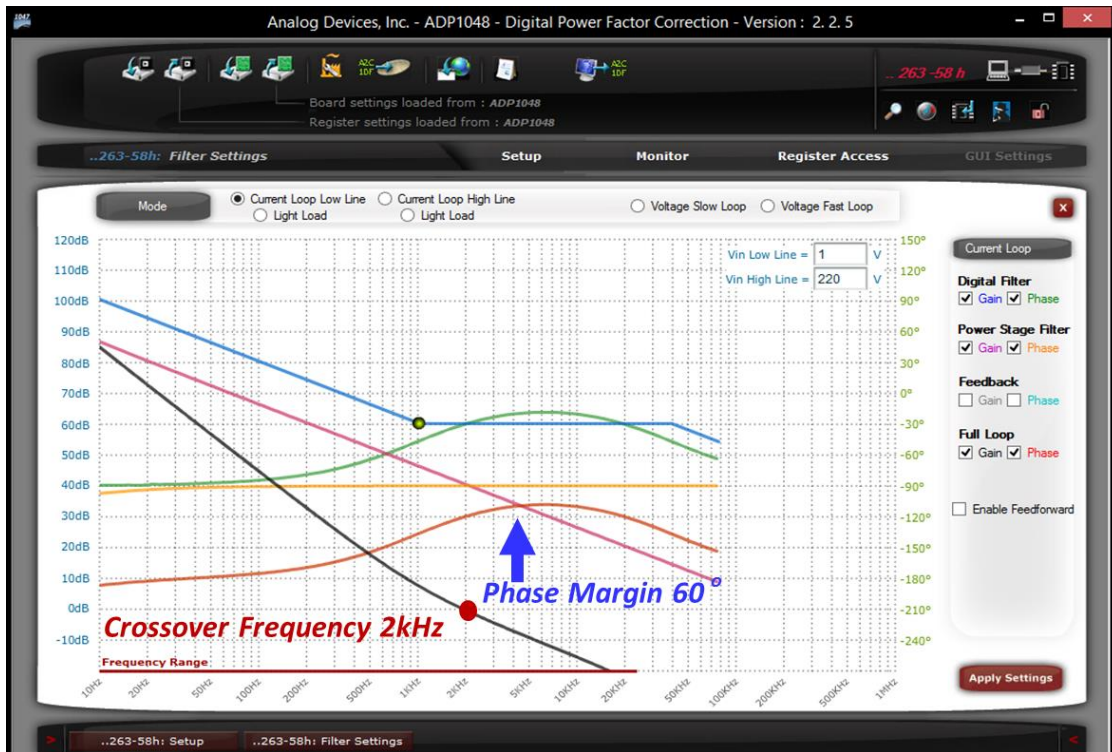 1047
Analog Devices, Inc. - ADP1048 - Digital Power Factor Correction - Version : 2. 2. 5
A2C
1DF
A2C
1DF
.. 263 -58 h
Board settings loaded from : ADP1048
Register settings loaded from : ADP1048
..263-58h: Filter Settings Setup Monitor Register Access GUI Settings
Mode
Current Loop Low Line Current Loop High Line
Light Load Light Load
Voltage Slow Loop Voltage Fast Loop
x
Vin Low Line = 1 V
Vin High Line = 220 V
120dB
110dB
100dB
90dB
80dB
70dB
60dB
50dB
40dB
30dB
20dB
10dB
0dB
-10dB
150°
120°
90°
60°
30°
0°
-30°
-60°
-90°
-120°
-150°
-180°
-210°
-240°
Phase Margin 60°
Crossover Frequency 2kHz
Frequency Range
10Hz 20Hz 50Hz 100Hz 200Hz 500Hz 1KHz 2KHz 5KHz 10KHz 20KHz 50KHz 100KHz 200KHz 500KHz 1MHz
Current Loop
Digital Filter
Gain Phase
Power Stage Filter
Gain Phase
Feedback
Gain Phase
Full Loop
Gain Phase
Enable Feedforward
Apply Settings
> ..263-58h: Setup ..263-58h: Filter Settings <